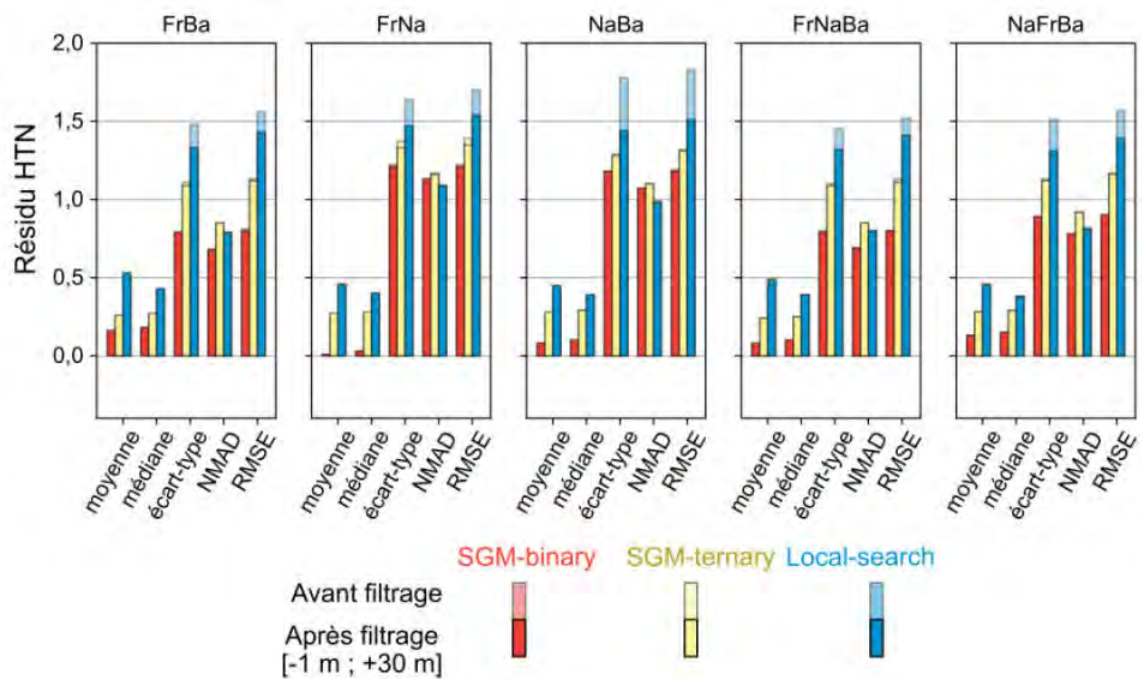 FrBa FrNa NaBa FrNaBa NaFrBa
2,0
1,5
1,0
0,5
0,0
Résidu HTN
moyenne médiane écart-type NMAD RMSE moyenne médiane écart-type NMAD RMSE moyenne médiane écart-type NMAD RMSE moyenne médiane écart-type NMAD RMSE moyenne médiane écart-type NMAD RMSE
SGM-binary SGM-ternary Local-search
Avant filtrage
Après filtrage
[-1 m ; +30 m]